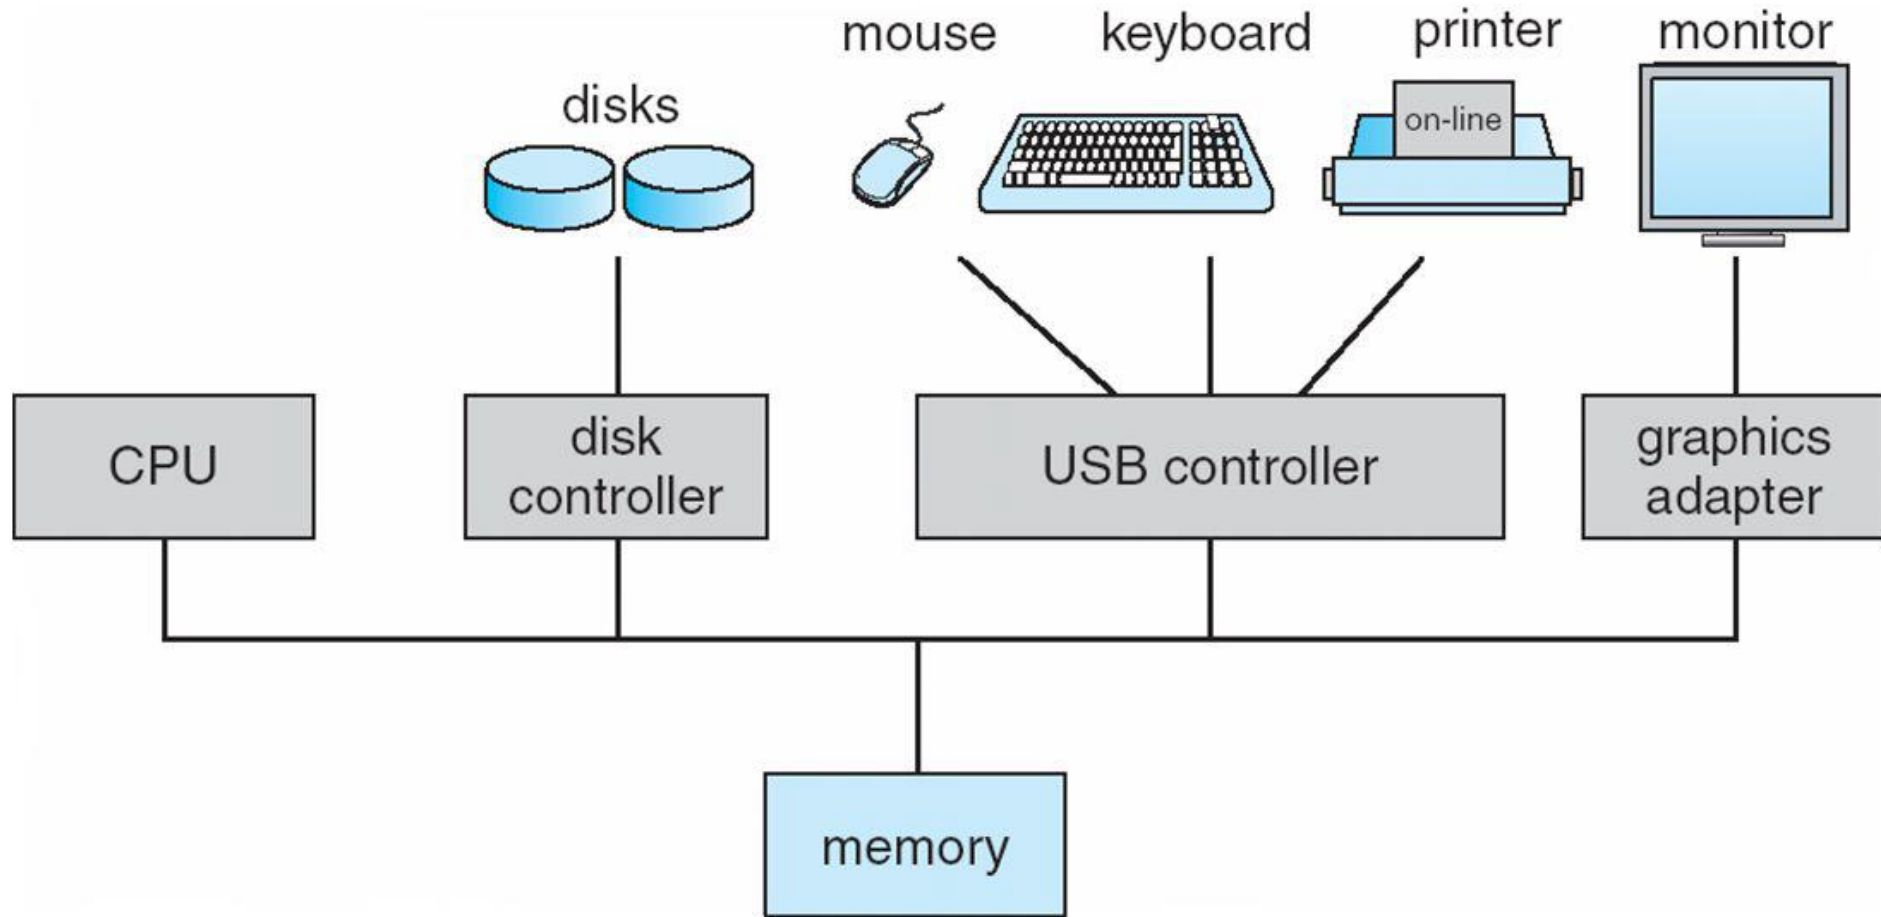 mouse
keyboard
printer
monitor
disks
on-line
CPU
disk
controller
USB controller
graphics
adapter
memory